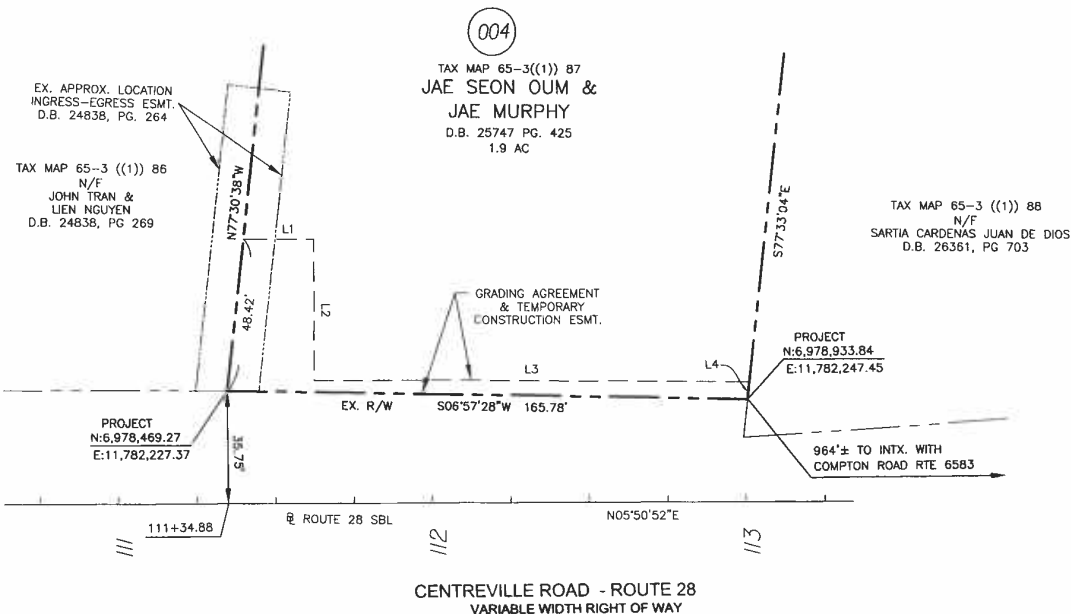 004
TAX MAP 65-3((1)) 87
JAE SEON OUM &
JAE MURPHY
D.B. 25747 PG. 425
1.9 AC
EX. APPROX. LOCATION
INGRESS-EGRESS ESMT.
D.B. 24838, PG. 264
TAX MAP 65-3 ((1)) 86
N/F
JOHN TRAN &
LIEN NGUYEN
D.B. 24838, PG 269
N77°30'38"W
48.42'
L1
L2
GRADING AGREEMENT
& TEMPORARY
CONSTRUCTION ESMT.
L3
L4
S77°33'04"E
TAX MAP 65-3 ((1)) 88
N/F
SARTIA CARDENAS JUAN DE DIOS
D.B. 26361, PG 703
PROJECT
N:6,978,933.84
E:11,782,247.45
EX. R/W S06°57'28"W 165.78'
PROJECT
N:6,978,469.27
E:11,782,227.37
35.75'
964'± TO INTX. WITH
COMPTON ROAD RTE 6583
111+34.88
ROUTE 28 SBL
N05°50'52"E
111
112
113
CENTREVILLE ROAD - ROUTE 28
VARIABLE WIDTH RIGHT OF WAY